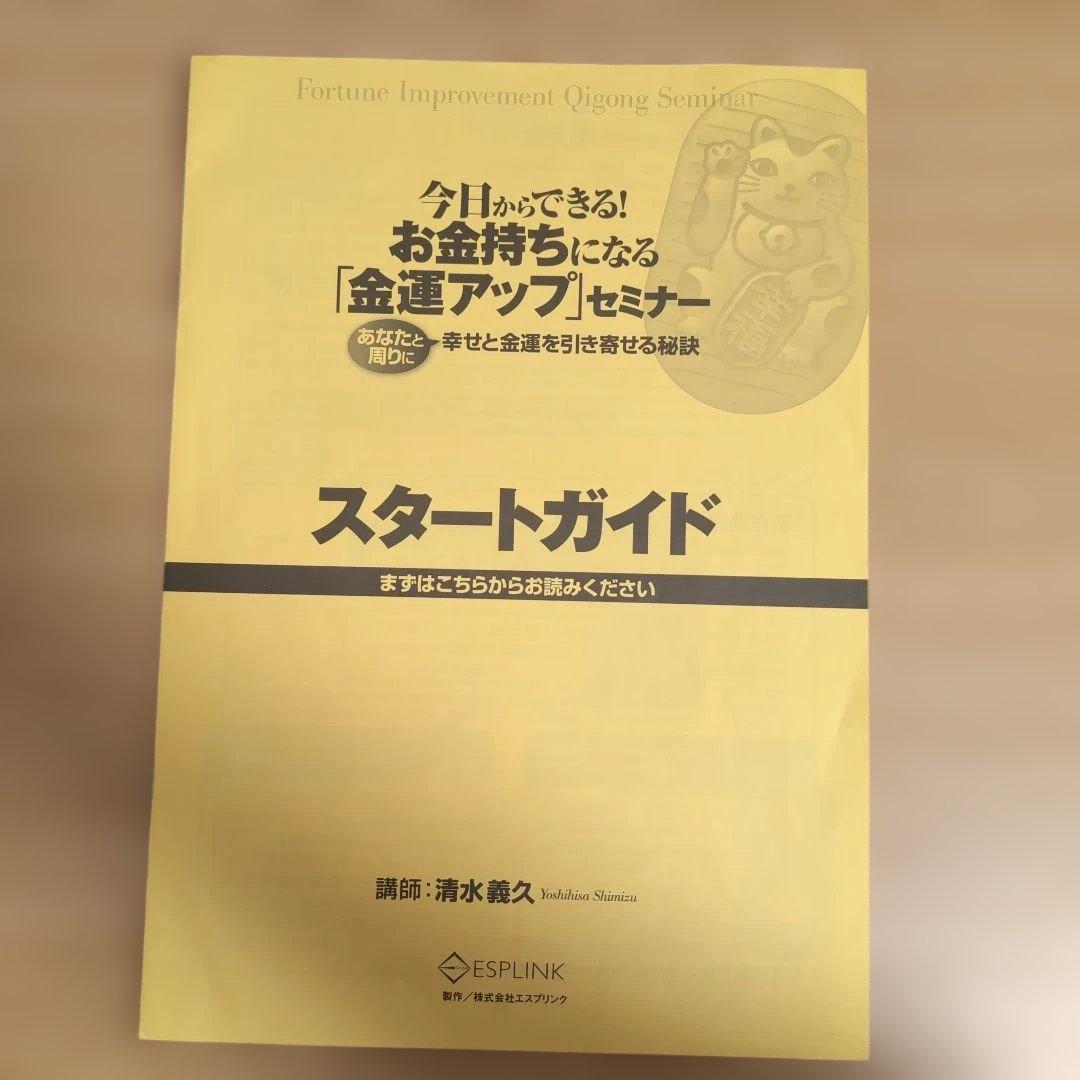 Fortune Improvement Qigong Seminar
今日からできる!
お金持ちになる
「金運アップ」セミナー
あなたと
周りに
幸せと金運を引き寄せる秘訣
スタートガイド
まずはこちらからお読みください
講師：清水義久 Yoshihisa Shimizu
ESPLINK
製作／株式会社エスプリンク